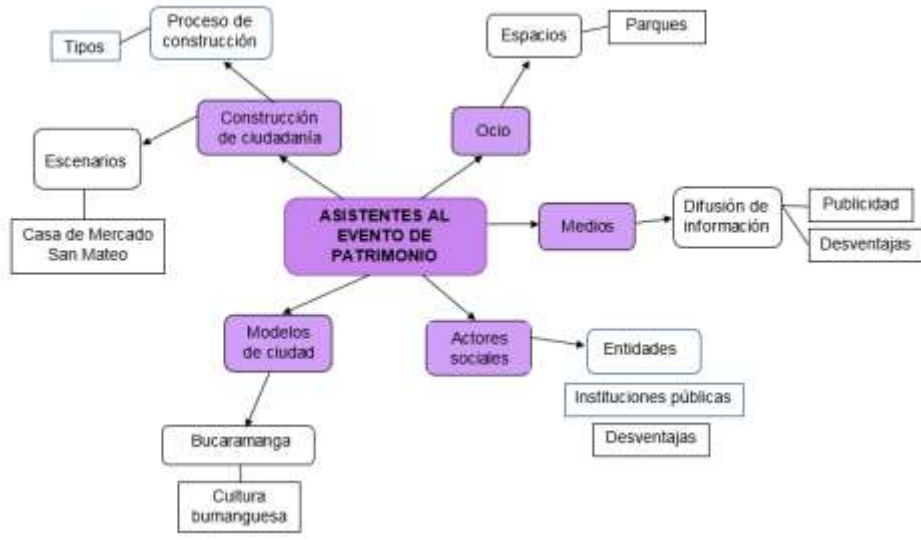 Proceso de
construcción
Tipos
Espacios
Parques
Construcción
de ciudadanía
Ocio
Escenarios
Casa de Mercado
San Mateo
ASISTENTES AL
EVENTO DE
PATRIMONIO
Medios
Difusión de
información
Publicidad
Desventajas
Modelos
de ciudad
Actores
sociales
Entidades
Instituciones públicas
Desventajas
Bucaramanga
Cultura
bumanguesa